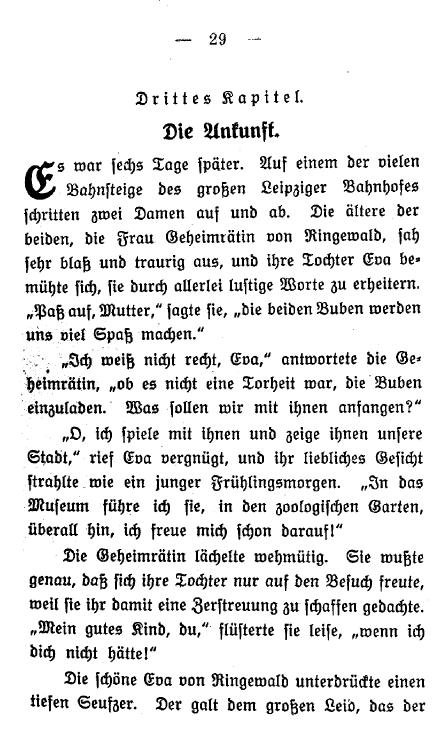 — 29 —
Drittes Kapitel.
Die Ankunft.
Es war sechs Tage später. Auf einem der vielen
Bahnsteige des großen Leipziger Bahnhofes
schritten zwei Damen auf und ab. Die ältere der
beiden, die Frau Geheimrätin von Ringewald, sah
sehr blaß und traurig aus, und ihre Tochter Eva be-
mühte sich, sie durch allerlei lustige Worte zu erheitern.
„Paß auf, Mutter,“ sagte sie, „die beiden Buben werden
uns viel Spaß machen.“
„Ich weiß nicht recht, Eva,“ antwortete die Ge-
heimrätin, „ob es nicht eine Torheit war, die Buben
einzuladen. Was sollen wir mit ihnen anfangen?“
„O, ich spiele mit ihnen und zeige ihnen unsere
Stadt,“ rief Eva vergnügt, und ihr liebliches Gesicht
strahlte wie ein junger Frühlingsmorgen. „In das
Museum führe ich sie, in den zoologischen Garten,
überall hin, ich freue mich schon darauf!“
Die Geheimrätin lächelte wehmütig. Sie wußte
genau, daß sich ihre Tochter nur auf den Besuch freute,
weil sie ihr damit eine Zerstreuung zu schaffen gedachte.
„Mein gutes Kind, du,“ flüsterte sie leise, „wenn ich
dich nicht hätte!“
Die schöne Eva von Ringewald unterdrückte einen
tiefen Seufzer. Der galt dem großen Leid, das der